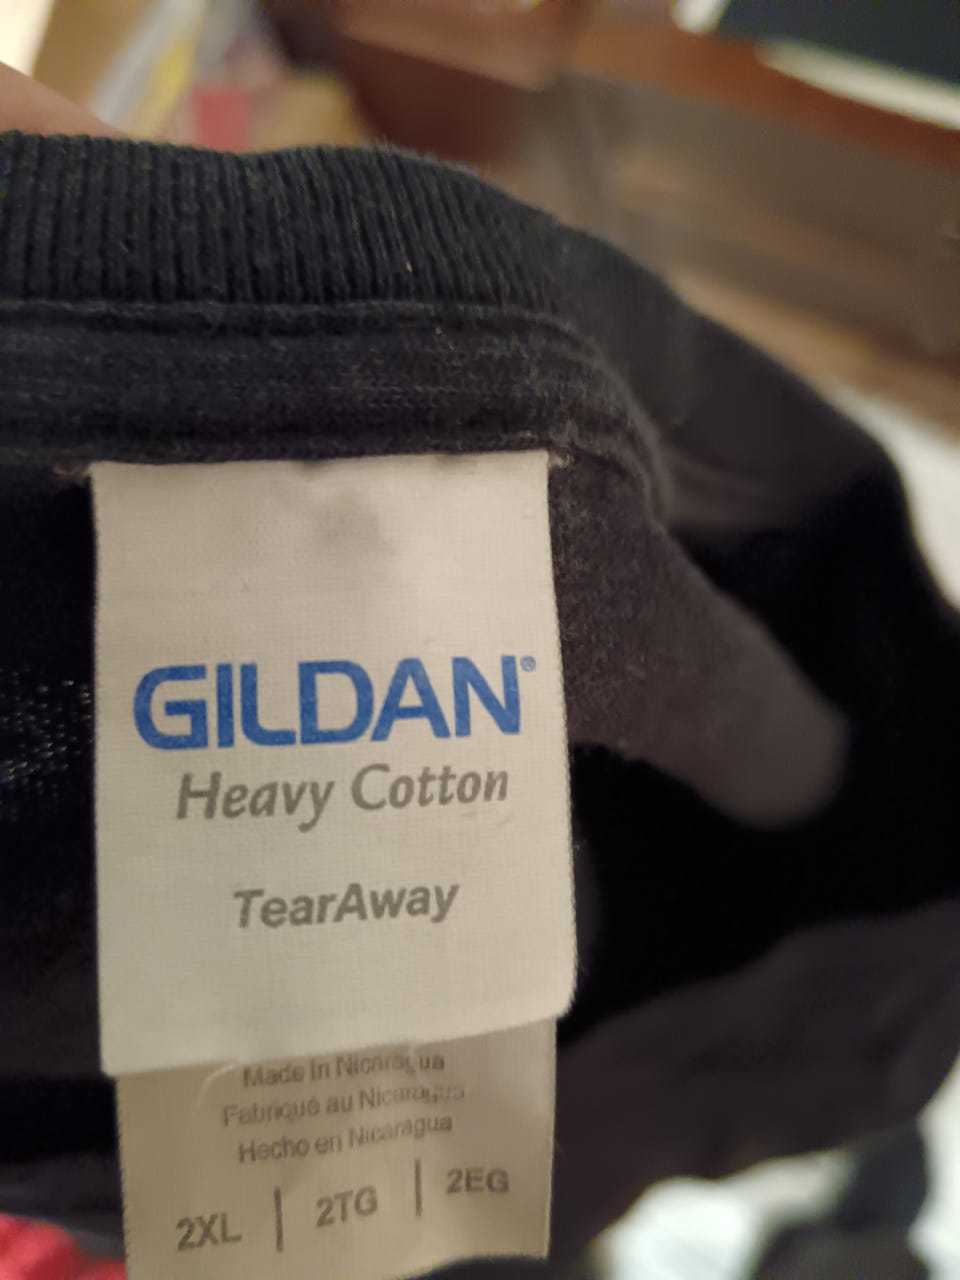 GILDAN®
Heavy Cotton
TearAway
Made in Nicaragua
Fabriqué au Nicaragua
Hecho en Nicaragua
2XL | 2TG | 2EG